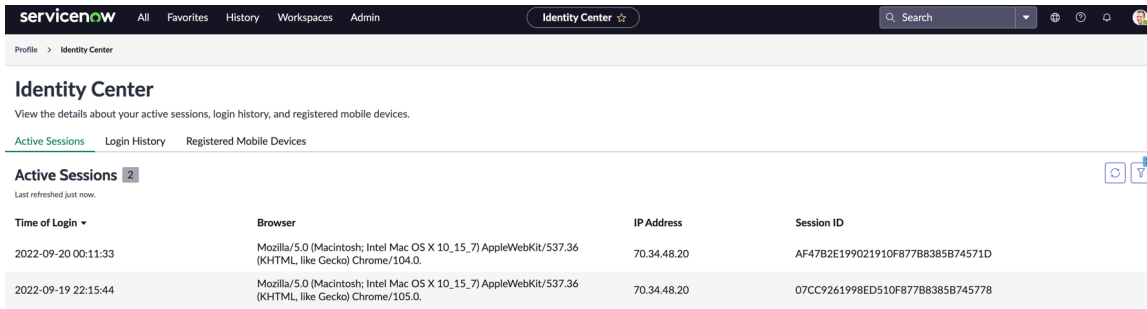 servicenow All Favorites History Workspaces Admin Identity Center Search
Profile > Identity Center
Identity Center
View the details about your active sessions, login history, and registered mobile devices.
Active Sessions Login History Registered Mobile Devices
Active Sessions 2
Last refreshed just now.
Time of Login Browser IP Address Session ID
2022-09-20 00:11:33 Mozilla/5.0 (Macintosh; Intel Mac OS X 10_15_7) AppleWebKit/537.36 70.34.48.20 AF47B2E199021910F877B8385B74571D
(KHTML, like Gecko) Chrome/104.0.
2022-09-19 22:15:44 Mozilla/5.0 (Macintosh; Intel Mac OS X 10_15_7) AppleWebKit/537.36 70.34.48.20 07CC9261998ED510F877B8385B745778
(KHTML, like Gecko) Chrome/105.0.